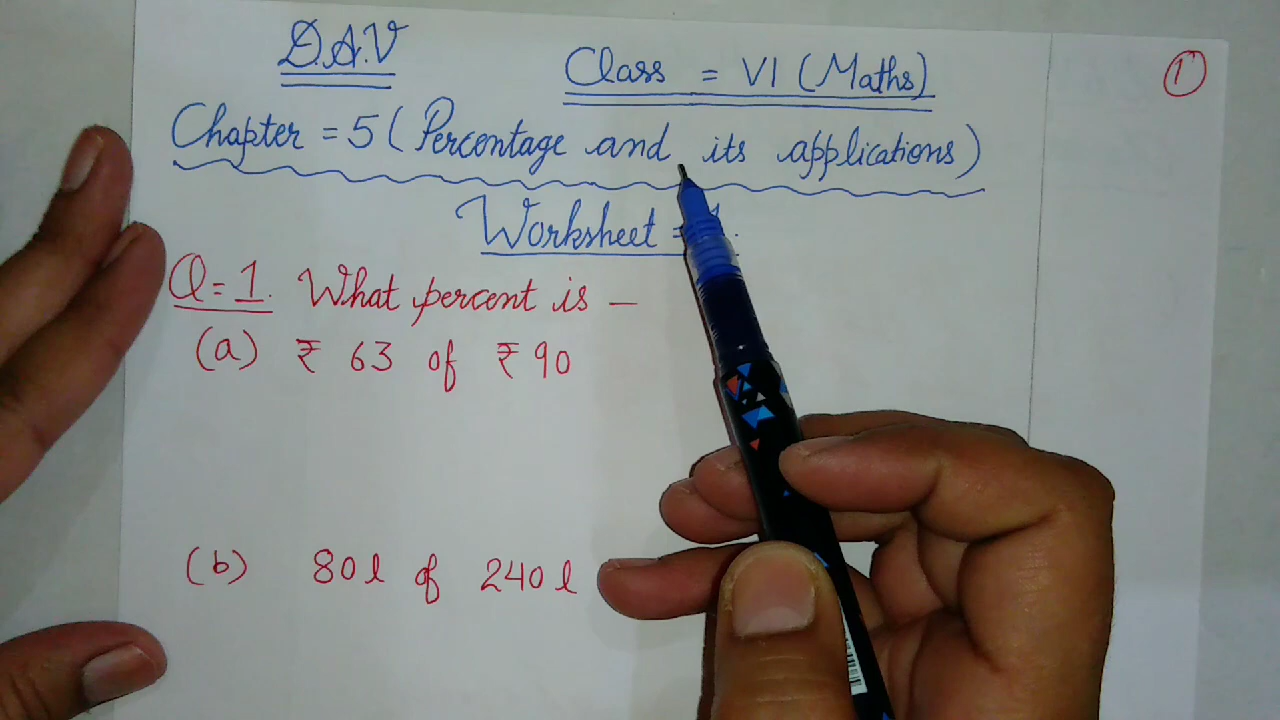 D.A.V
Class = VI (Maths)
1
Chapter = 5 (Percentage and its applications)
Worksheet =
Q=1. What percent is –
(a) ₹ 63 of ₹ 90
(b) 80 l of 240 l